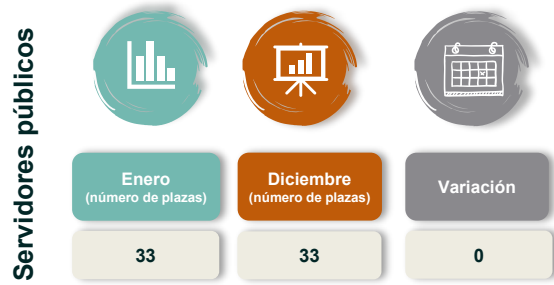 Servidores públicos
Enero
(número de plazas)
Diciembre
(número de plazas)
Variación
33
33
0